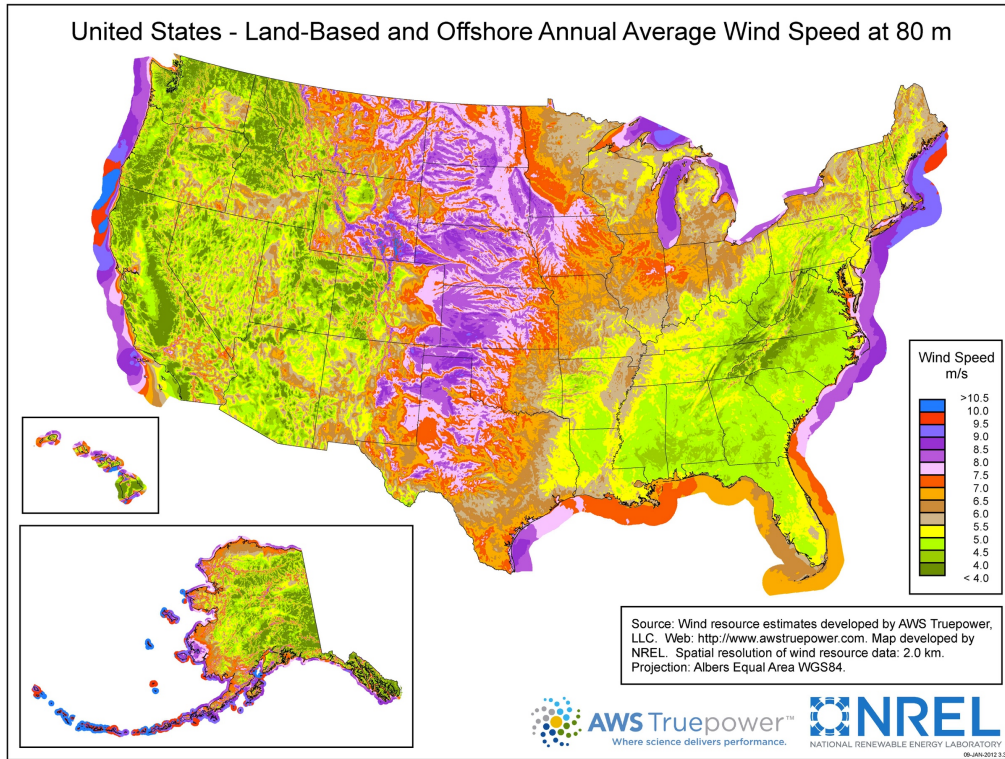 United States - Land-Based and Offshore Annual Average Wind Speed at 80 m
Wind Speed
m/s
>10.5
10.0
9.5
9.0
8.5
8.0
7.5
7.0
6.5
6.0
5.5
5.0
4.5
4.0
< 4.0
Source: Wind resource estimates developed by AWS Truepower,
LLC. Web: http://www.awstruepower.com. Map developed by
NREL. Spatial resolution of wind resource data: 2.0 km.
Projection: Albers Equal Area WGS84.
AWS Truepower™
Where science delivers performance.
NREL
NATIONAL RENEWABLE ENERGY LABORATORY